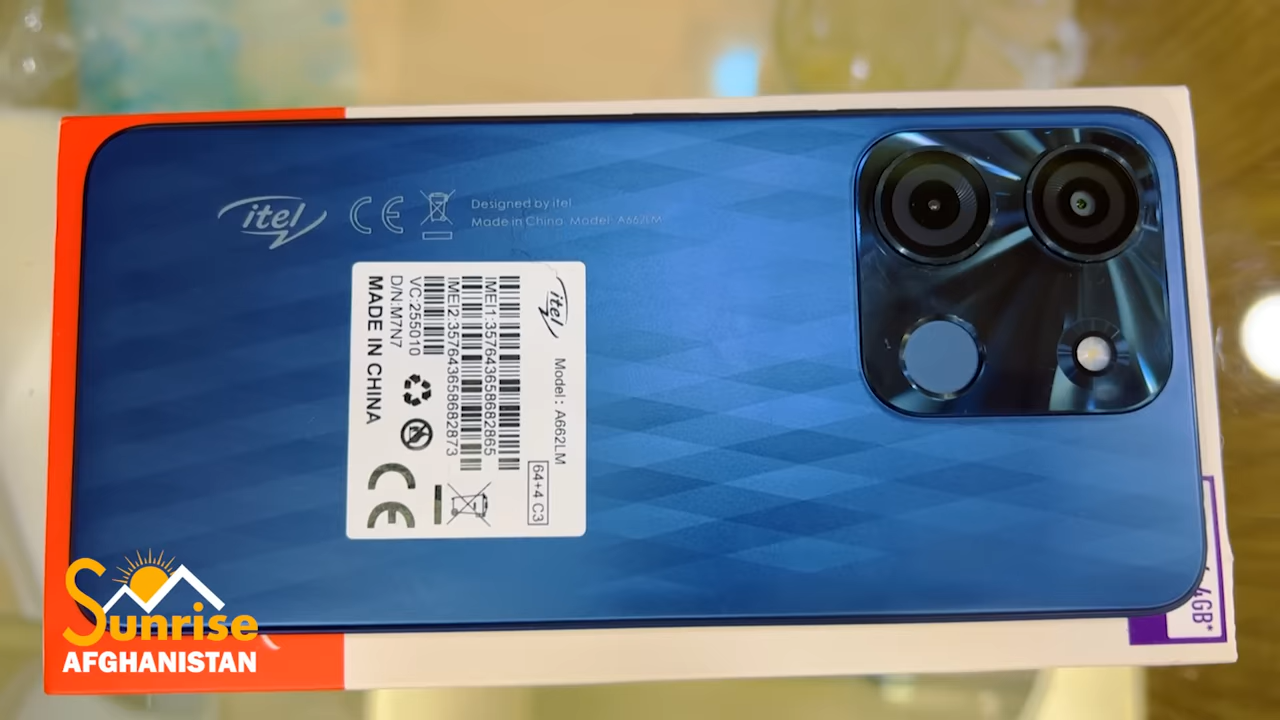 itel
CE
Designed by itel
Made in China Model: A662LM
itel
Model : A662LM
64+4 C3
IMEI1:357643658682865
IMEI2:357643658682873
VC:255010
D/N:M7N7
MADE IN CHINA
CE
4GB*
Sunrise
AFGHANISTAN